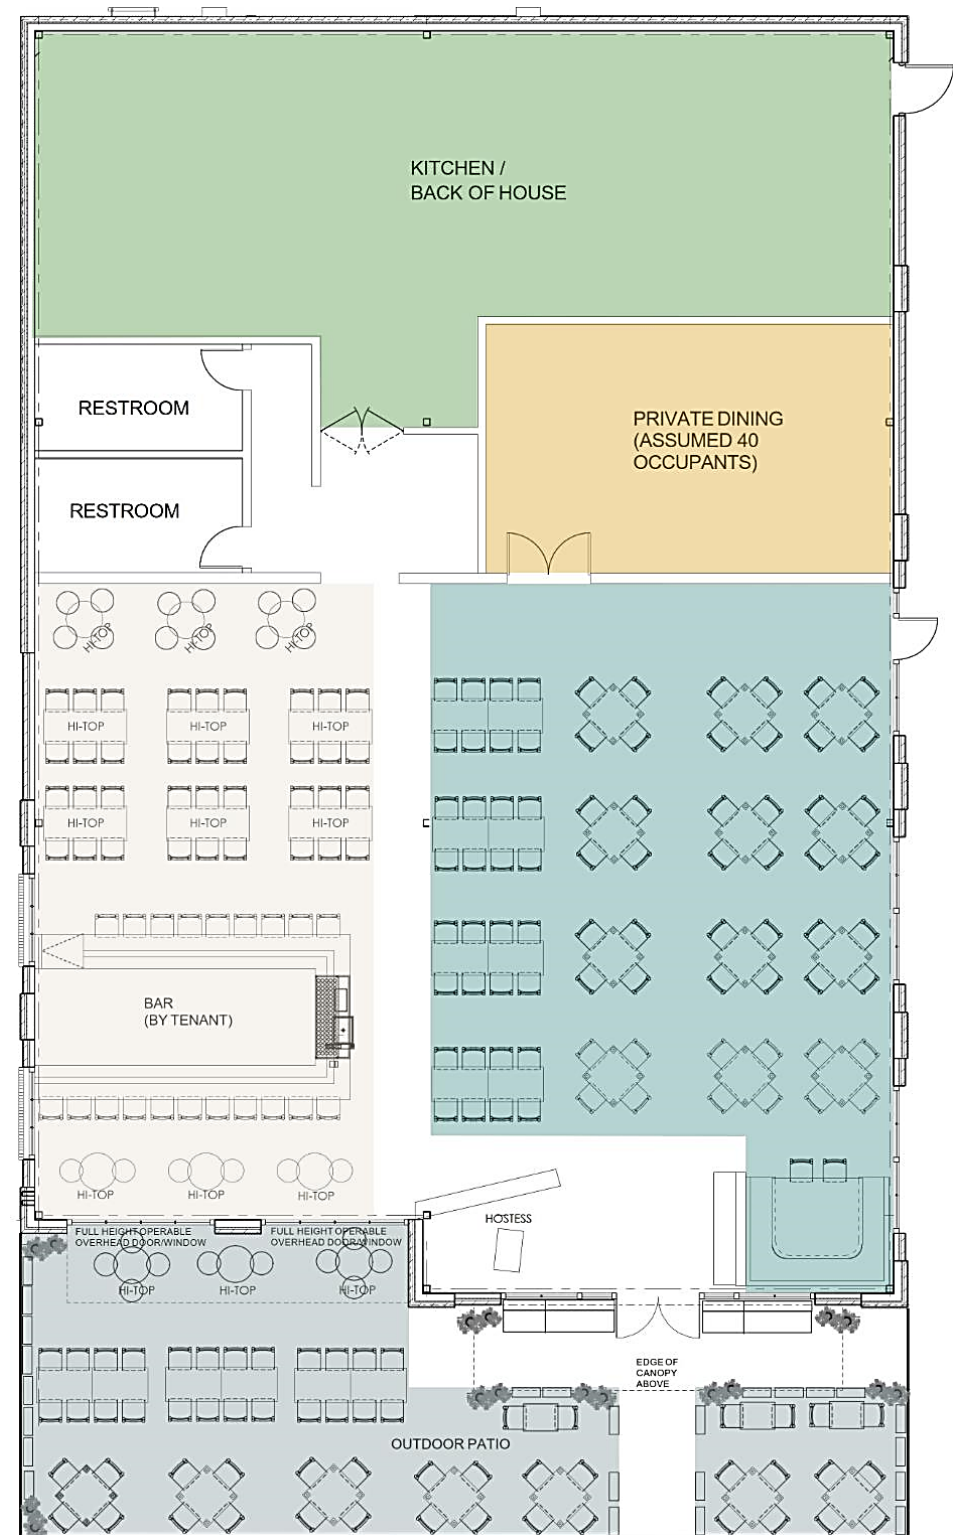 KITCHEN /
BACK OF HOUSE
RESTROOM
PRIVATE DINING
(ASSUMED 40
OCCUPANTS)
RESTROOM
HI-TOP
HI-TOP
HI-TOP
HI-TOP
HI-TOP
HI-TOP
HI-TOP
HI-TOP
HI-TOP
BAR
(BY TENANT)
HI-TOP
HI-TOP
HI-TOP
HOSTESS
FULL HEIGHT OPERABLE
OVERHEAD DOOR/WINDOW
FULL HEIGHT OPERABLE
OVERHEAD DOOR/WINDOW
HI-TOP
HI-TOP
HI-TOP
EDGE OF
CANOPY
ABOVE
OUTDOOR PATIO